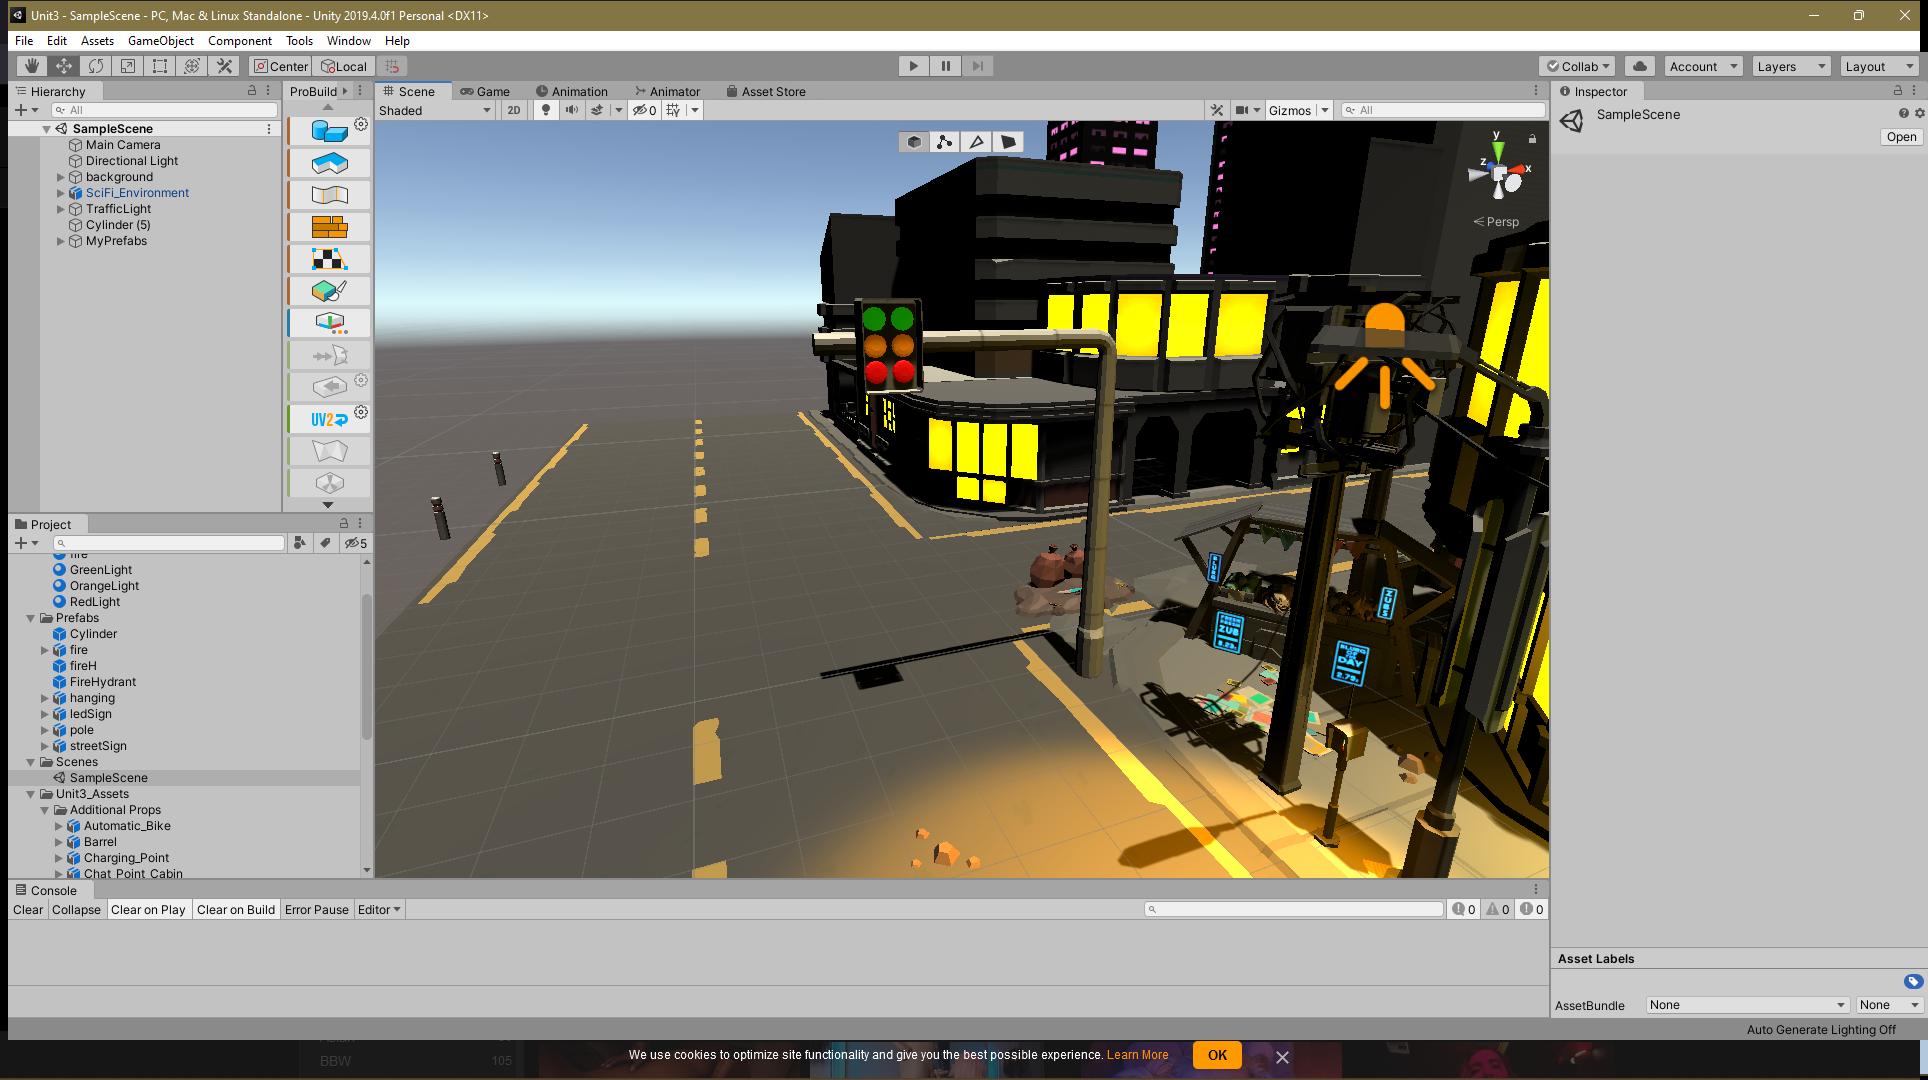 Unit3 - SampleScene - PC, Mac & Linux Standalone - Unity 2019.4.0f1 Personal <DX11>
File Edit Assets GameObject Component Tools Window Help
Center Local Collab Account Layers Layout
Hierarchy
All
SampleScene
Main Camera
Directional Light
background
SciFi_Environment
TrafficLight
Cylinder (5)
MyPrefabs
ProBuild
UV2
Scene Game Animation Animator Asset Store
Shaded 2D 0 Gizmos All
y
z x
Persp
BLURG
ZUBS
FRESH
ZUB
DAY
Inspector
SampleScene
Open
Project
5
fire
GreenLight
OrangeLight
RedLight
Prefabs
Cylinder
fire
fireH
FireHydrant
hanging
ledSign
pole
streetSign
Scenes
SampleScene
Unit3_Assets
Additional Props
Automatic_Bike
Barrel
Charging_Point
Chat_Point_Cabin
Console
Clear Collapse Clear on Play Clear on Build Error Pause Editor 0 0 0
Asset Labels
AssetBundle None None
Auto Generate Lighting Off
BBW 105
We use cookies to optimize site functionality and give you the best possible experience. Learn More OK